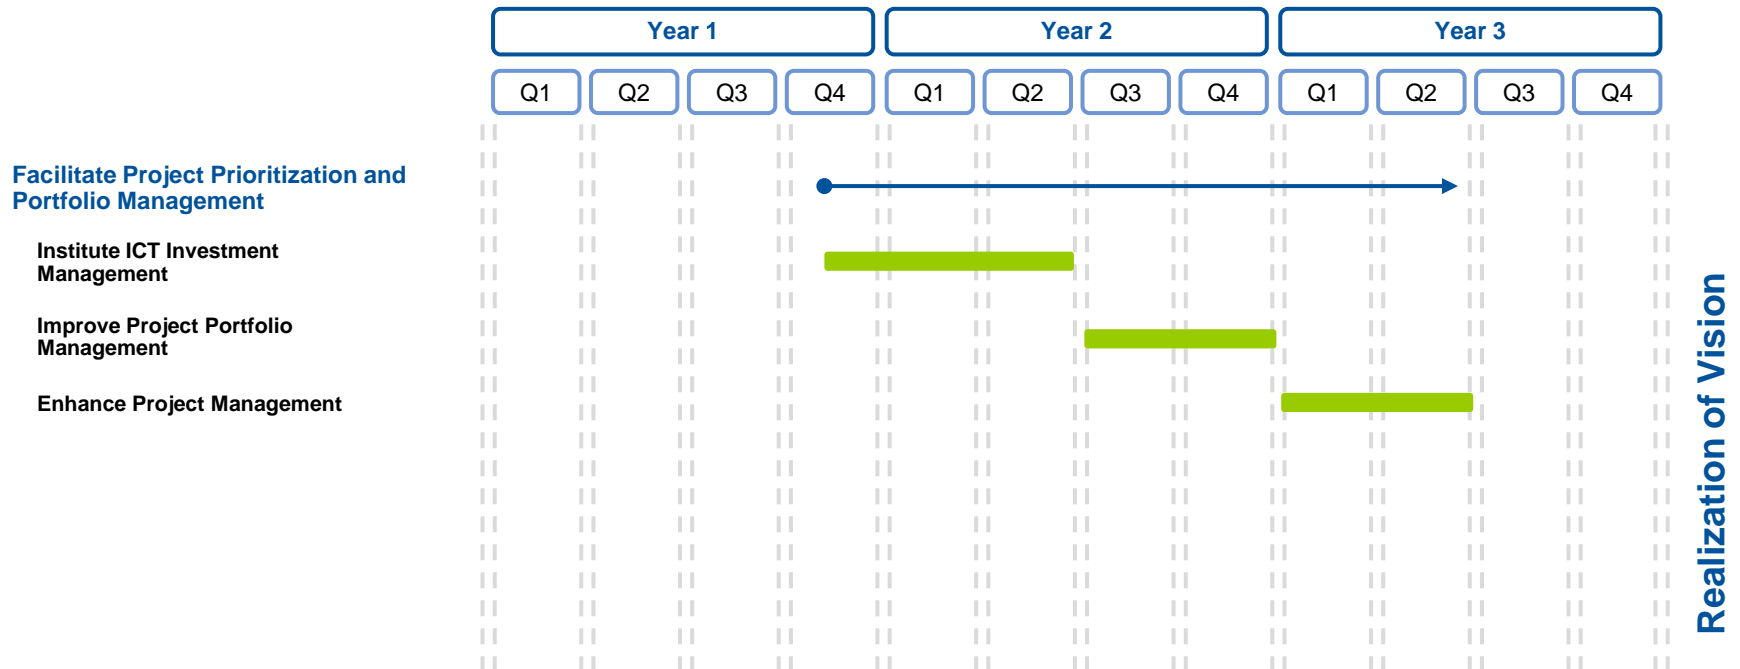 Year 1 Year 2 Year 3
Q1 Q2 Q3 Q4 Q1 Q2 Q3 Q4 Q1 Q2 Q3 Q4
Facilitate Project Prioritization and
Portfolio Management
Institute ICT Investment
Management
Improve Project Portfolio
Management
Enhance Project Management
Realization of Vision